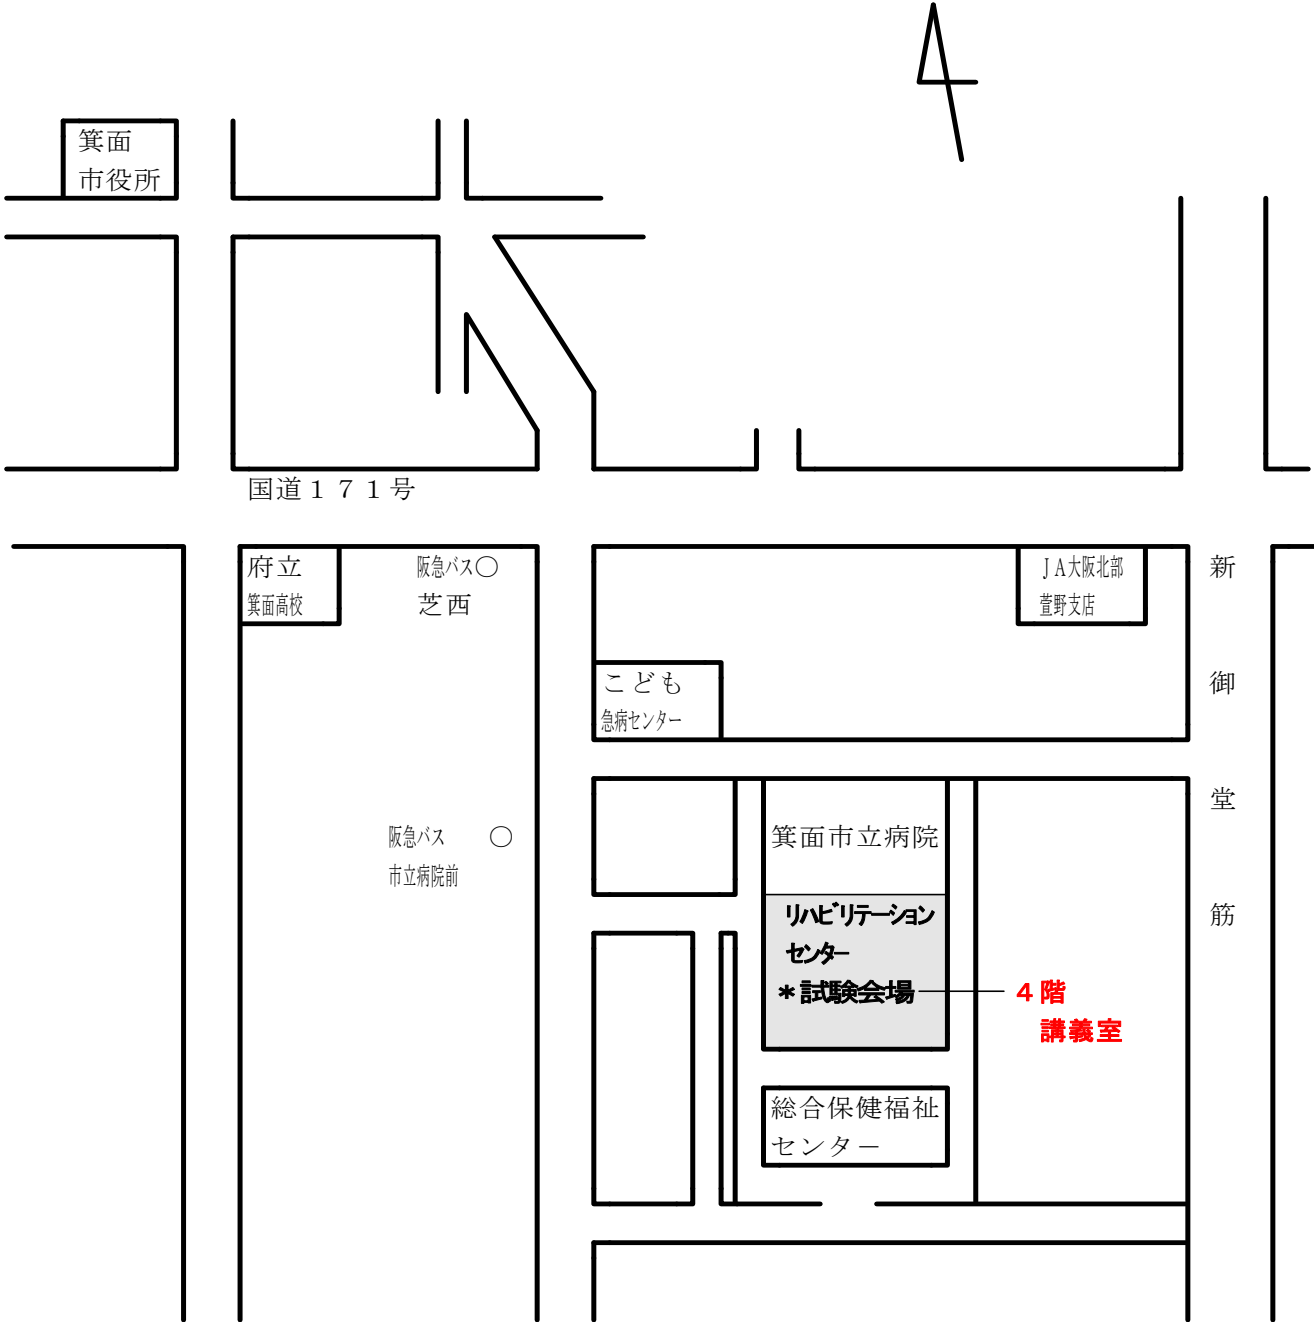 箕面
市役所
国道１７１号
府立
箕面高校
阪急バス○
芝西
ＪＡ大阪北部
萱野支店
新
御
堂
筋
こども
急病センター
阪急バス　○
市立病院前
箕面市立病院
リハビリテーション
センター
＊試験会場
４階
講義室
総合保健福祉
センター